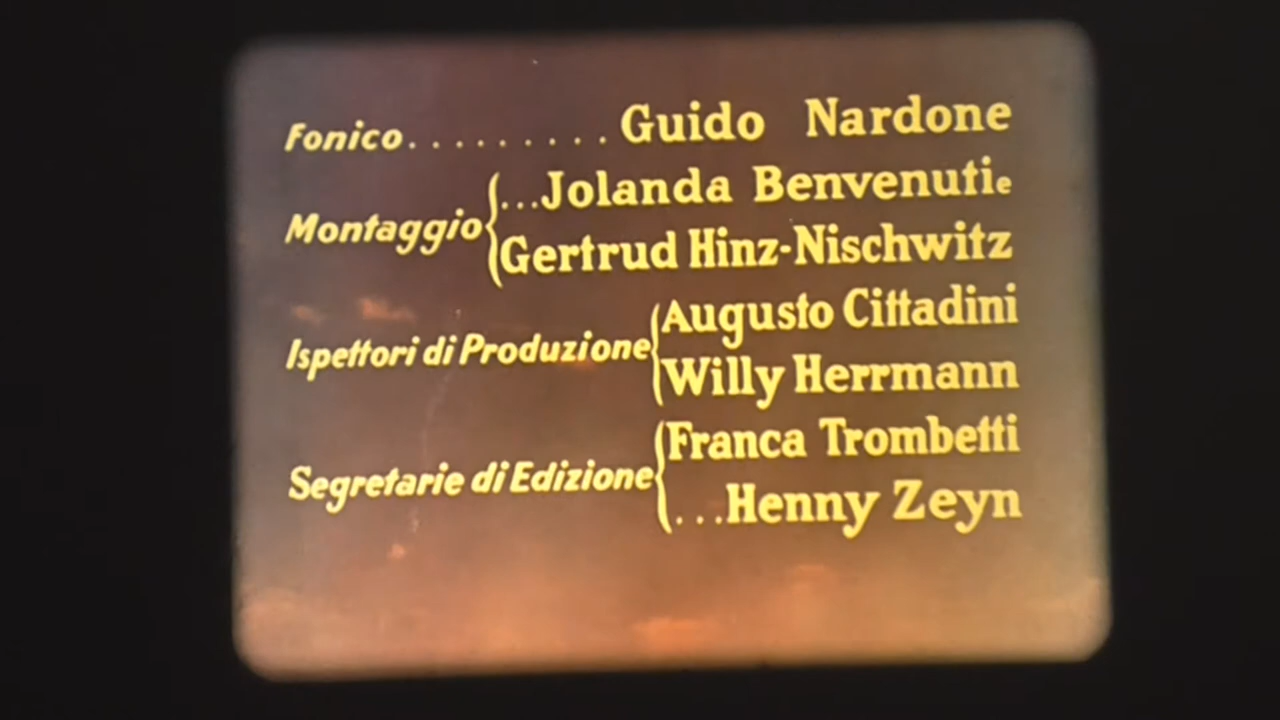 Fonico.........Guido Nardone
Montaggio
...Jolanda Benvenuti e
Gertrud Hinz-Nischwitz
Ispettori di Produzione
Augusto Cittadini
Willy Herrmann
Segretarie di Edizione
Franca Trombetti
...Henny Zeyn